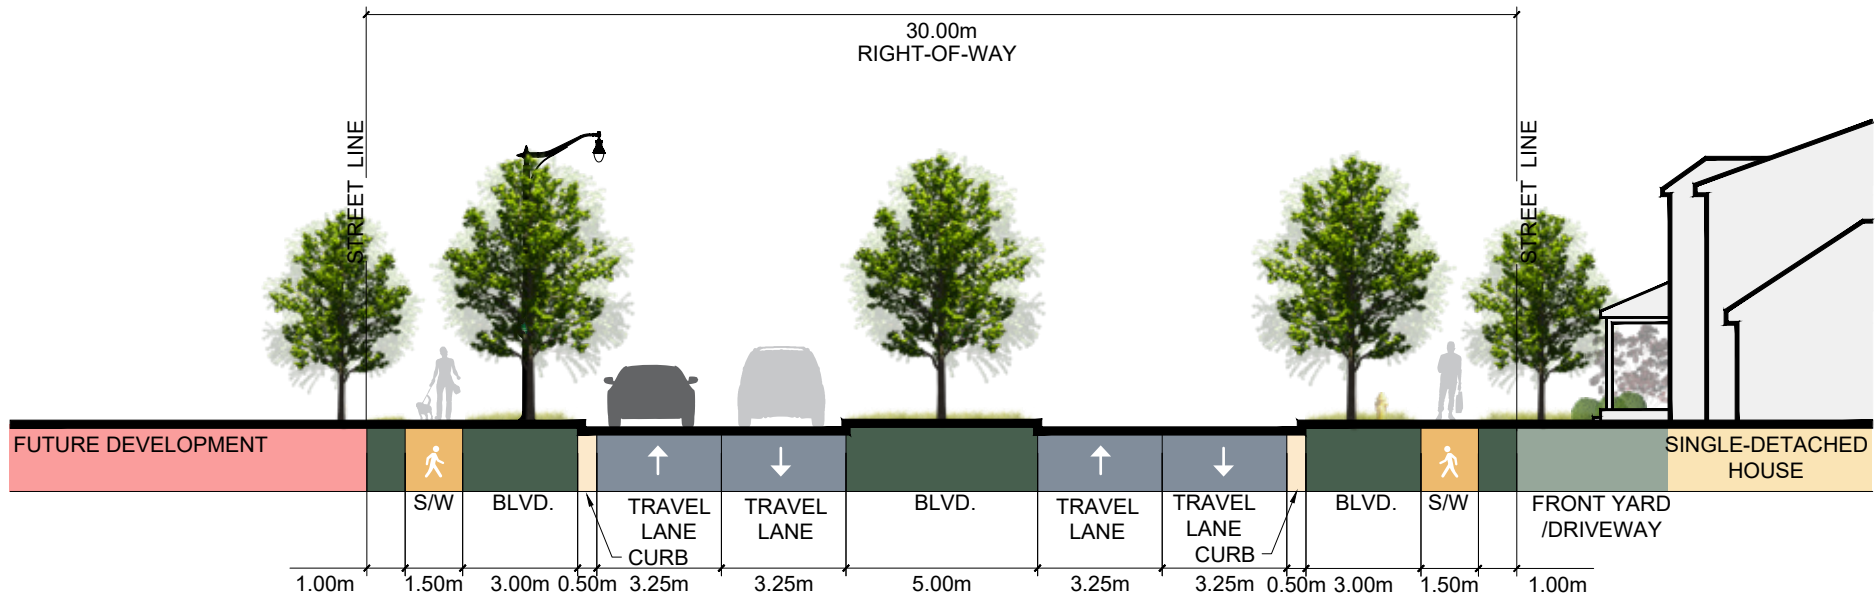 30.00m
RIGHT-OF-WAY
STREET LINE
STREET LINE
FUTURE DEVELOPMENT
SINGLE-DETACHED
HOUSE
S/W
BLVD.
TRAVEL
LANE
CURB
TRAVEL
LANE
BLVD.
TRAVEL
LANE
TRAVEL
LANE
CURB
BLVD.
S/W
FRONT YARD
/DRIVEWAY
1.00m
1.50m
3.00m
0.50m
3.25m
3.25m
5.00m
3.25m
3.25m
0.50m
3.00m
1.50m
1.00m